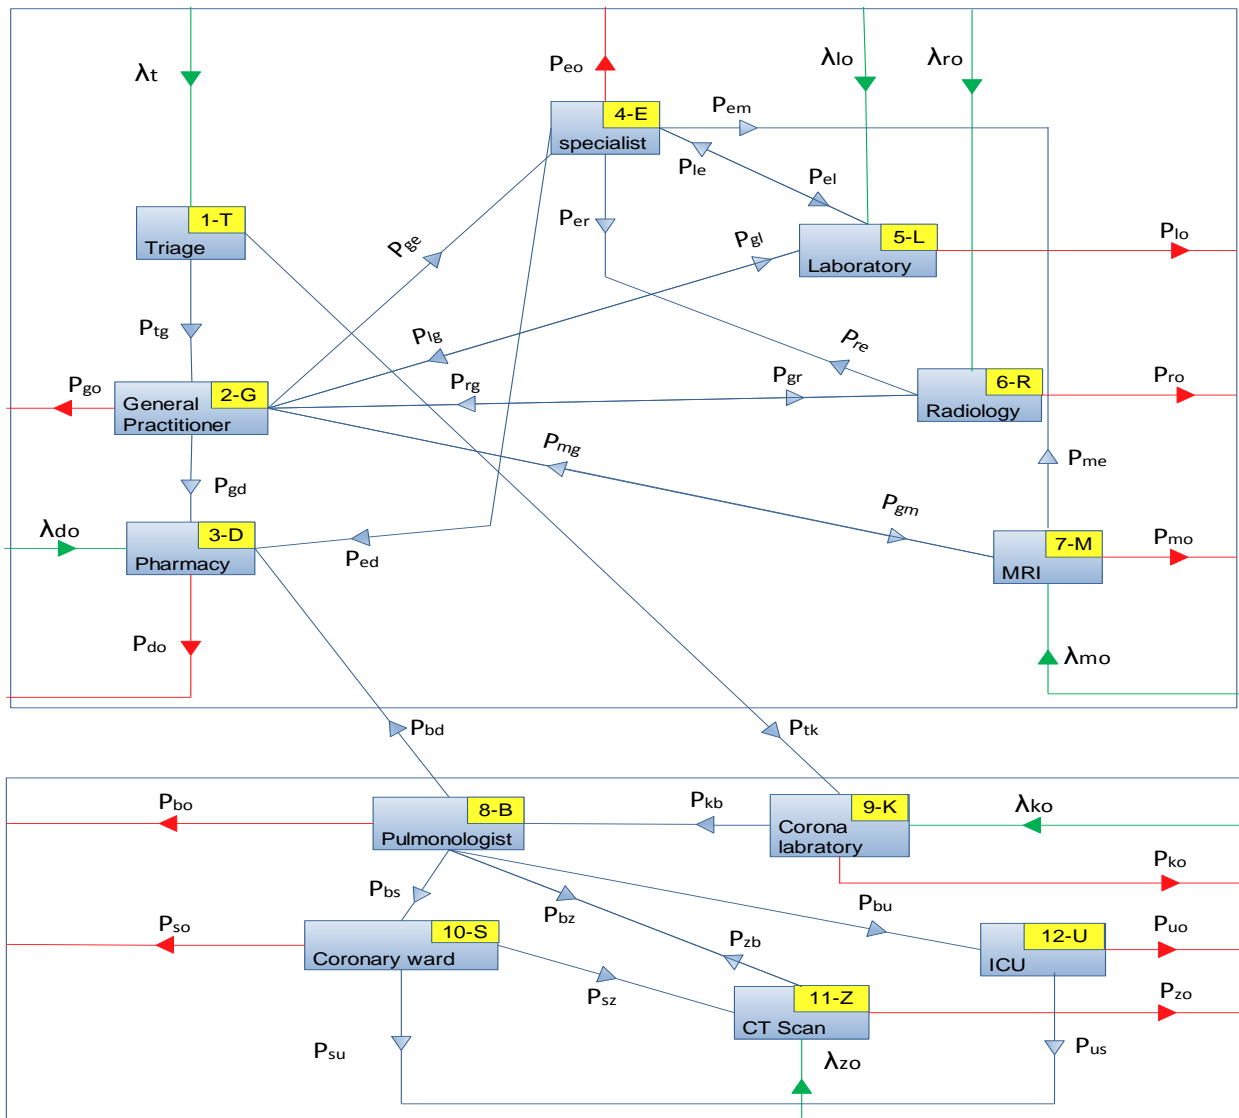 λt
Peo
λlo
λro
4-E
specialist
Pem
Ple
Pel
Per
1-T
Triage
Pge
Pgl
5-L
Laboratory
Plo
Ptg
Plg
Pre
Pgo
2-G
General
Practitioner
Prg
Pgr
6-R
Radiology
Pro
Pmg
Pme
Pgd
Pgm
λdo
3-D
Pharmacy
Ped
7-M
MRI
Pmo
Pdo
λmo
Pbd
Ptk
Pbo
8-B
Pulmonologist
Pkb
9-K
Corona
labratory
λko
Pko
Pbs
Pbz
Pbu
Pso
10-S
Coronary ward
Pzb
12-U
ICU
Puo
Psz
11-Z
CT Scan
Pzo
Psu
λzo
Pus